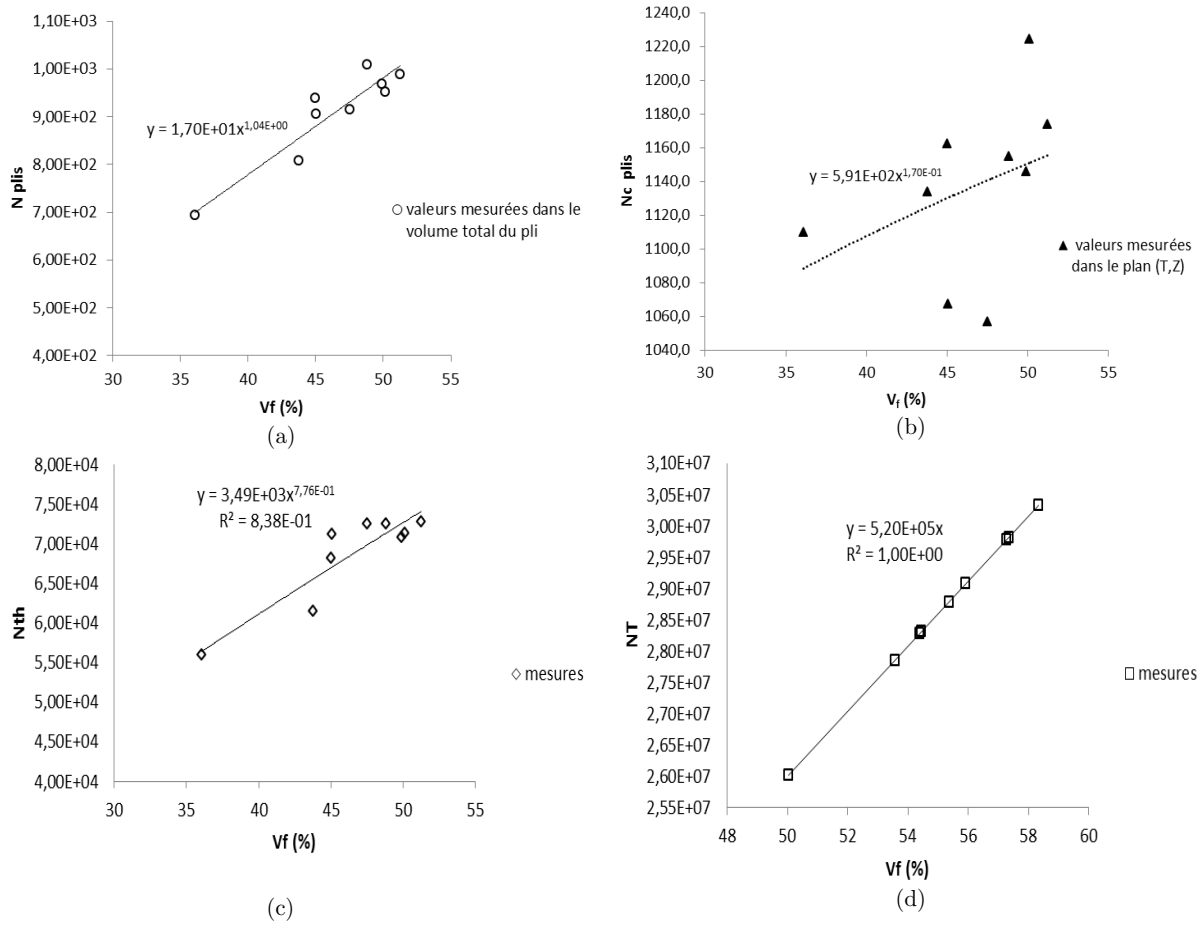 1,10E+03
1,00E+03
9,00E+02
8,00E+02
7,00E+02
6,00E+02
5,00E+02
4,00E+02
N plis
y = 1,70E+01x^1,04E+00
valeurs mesurées dans le
volume total du pli
30 35 40 45 50 55
Vf (%)
(a)
1240,0
1220,0
1200,0
1180,0
1160,0
1140,0
1120,0
1100,0
1080,0
1060,0
1040,0
Nc plis
y = 5,91E+02x^1,70E-01
valeurs mesurées
dans le plan (T,Z)
30 35 40 45 50 55
Vf (%)
(b)
8,00E+04
7,50E+04
7,00E+04
6,50E+04
6,00E+04
5,50E+04
5,00E+04
4,50E+04
4,00E+04
Nth
y = 3,49E+03x^7,76E-01
R² = 8,38E-01
mesures
30 35 40 45 50 55
Vf (%)
(c)
3,10E+07
3,05E+07
3,00E+07
2,95E+07
2,90E+07
2,85E+07
2,80E+07
2,75E+07
2,70E+07
2,65E+07
2,60E+07
2,55E+07
NT
y = 5,20E+05x
R² = 1,00E+00
mesures
48 50 52 54 56 58 60
Vf (%)
(d)